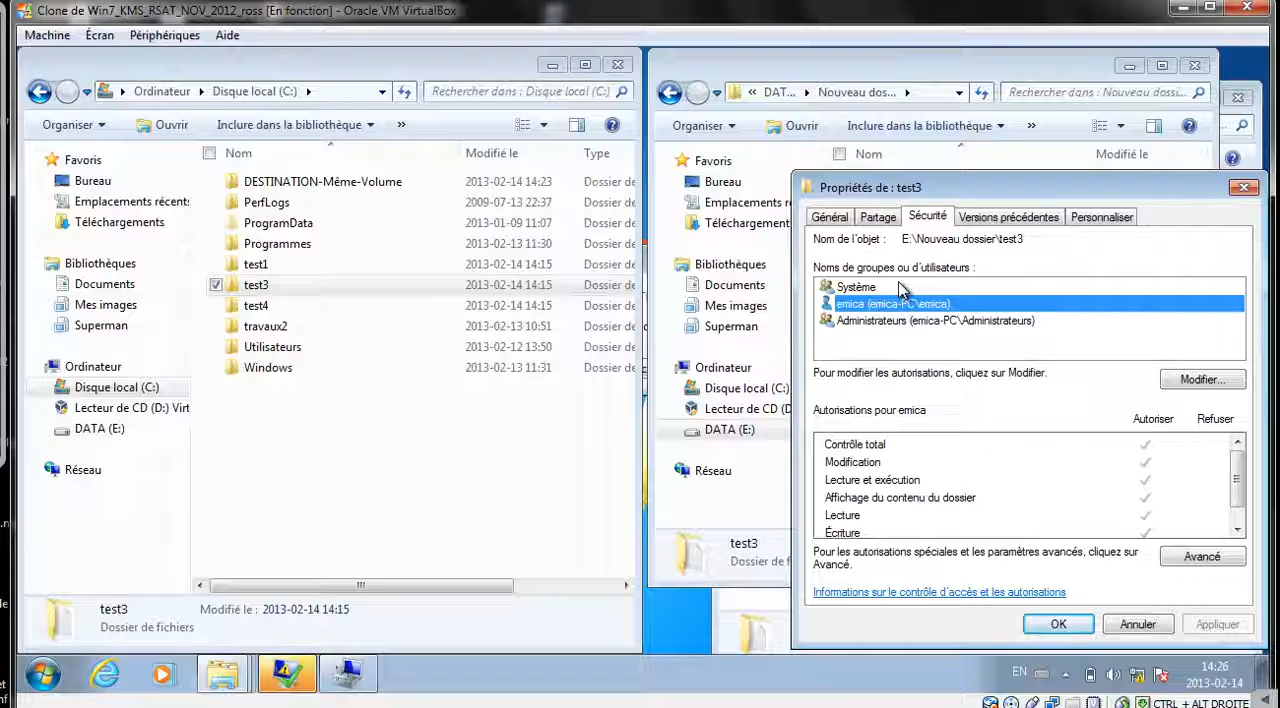 Clone de Win7_KMS_RSAT_NOV_2012_ross [En fonction] - Oracle VM VirtualBox
Machine Écran Périphériques Aide
Ordinateur Disque local (C:) Rechercher dans : Disque local (C:)
Organiser Ouvrir Inclure dans la bibliothèque »
Nom Modifié le Type
Favoris
Bureau
Emplacements récents
Téléchargements
Bibliothèques
Documents
Mes images
Superman
Ordinateur
Disque local (C:)
Lecteur de CD (D:) Virt
DATA (E:)
Réseau
DESTINATION-Même-Volume 2013-02-14 14:23 Dossier de
PerfLogs 2009-07-13 22:37 Dossier de
ProgramData 2013-01-09 11:07 Dossier de
Programmes 2013-02-13 11:30 Dossier de
test1 2013-02-14 14:15 Dossier de
test3 2013-02-14 14:15 Dossier de
test4 2013-02-14 14:15 Dossier de
travaux2 2013-02-13 10:51 Dossier de
Utilisateurs 2013-02-12 13:50 Dossier de
Windows 2013-02-13 11:31 Dossier de
test3 Modifié le : 2013-02-14 14:15
Dossier de fichiers
« DAT... Nouveau dos... Rechercher dans : Nouveau doss...
Organiser Ouvrir Inclure dans la bibliothèque »
Nom Modifié le
Favoris
Bureau
Emplacements re
Téléchargement
Bibliothèques
Documents
Mes images
Superman
Ordinateur
Disque local (C:)
Lecteur de CD (D
DATA (E:)
Réseau
test3
Dossier de f
Propriétés de : test3
Général Partage Sécurité Versions précédentes Personnaliser
Nom de l'objet : E:\Nouveau dossier\test3
Noms de groupes ou d'utilisateurs :
Système
emica (emica-PC\emica)
Administrateurs (emica-PC\Administrateurs)
Pour modifier les autorisations, cliquez sur Modifier.
Modifier...
Autorisations pour emica
Autoriser Refuser
Contrôle total
Modification
Lecture et exécution
Affichage du contenu du dossier
Lecture
Écriture
Pour les autorisations spéciales et les paramètres avancés, cliquez sur
Avancé.
Avancé
Informations sur le contrôle d'accès et les autorisations
OK Annuler Appliquer
EN 14:26
2013-02-14
CTRL + ALT DROITE